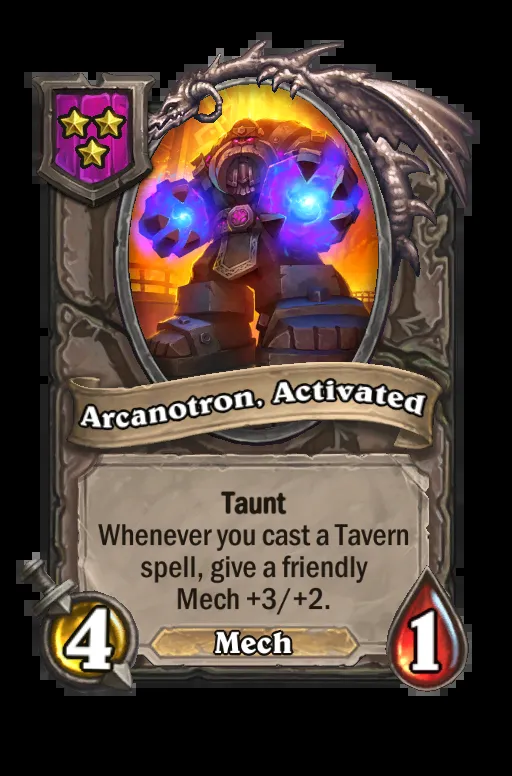 Arcanotron, Activated
Taunt
Whenever you cast a Tavern
spell, give a friendly
Mech +3/+2.
4
Mech
1